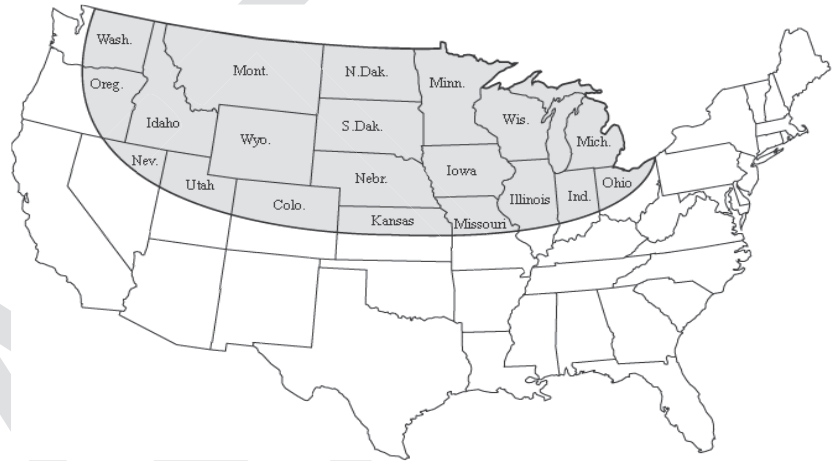 Wash.
Mont.
N.Dak.
Minn.
Oreg.
Idaho
Wyo.
S.Dak.
Wis.
Mich.
Nev.
Utah
Colo.
Nebr.
Iowa
Illinois
Ind.
Ohio
Kansas
Missouri